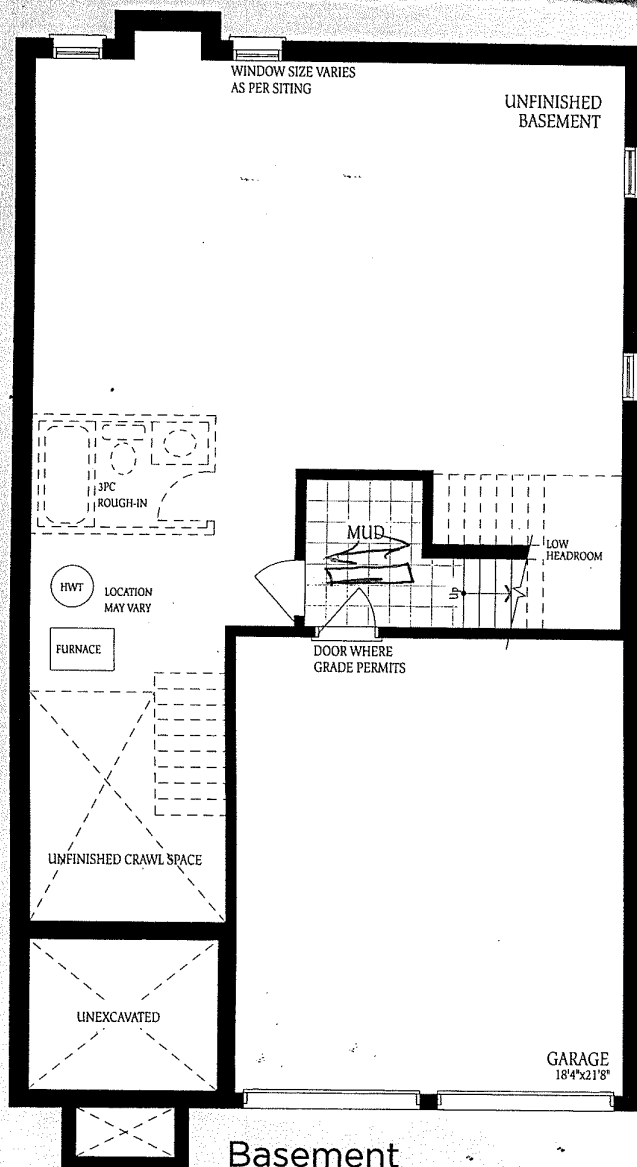 WINDOW SIZE VARIES
AS PER SITING
UNFINISHED
BASEMENT
3PC
ROUGH-IN
MUD
LOW
HEADROOM
HWT
LOCATION
MAY VARY
Up
FURNACE
DOOR WHERE
GRADE PERMITS
UNFINISHED CRAWL SPACE
UNEXCAVATED
GARAGE
18'4"x21'8"
Basement